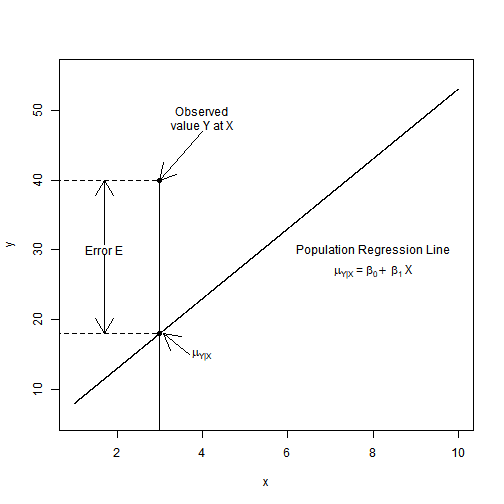 Observed
value Y at X
Error E
Population Regression Line
μY|X = β0 + β1 X
μY|X
y
10
20
30
40
50
2
4
6
8
10
x